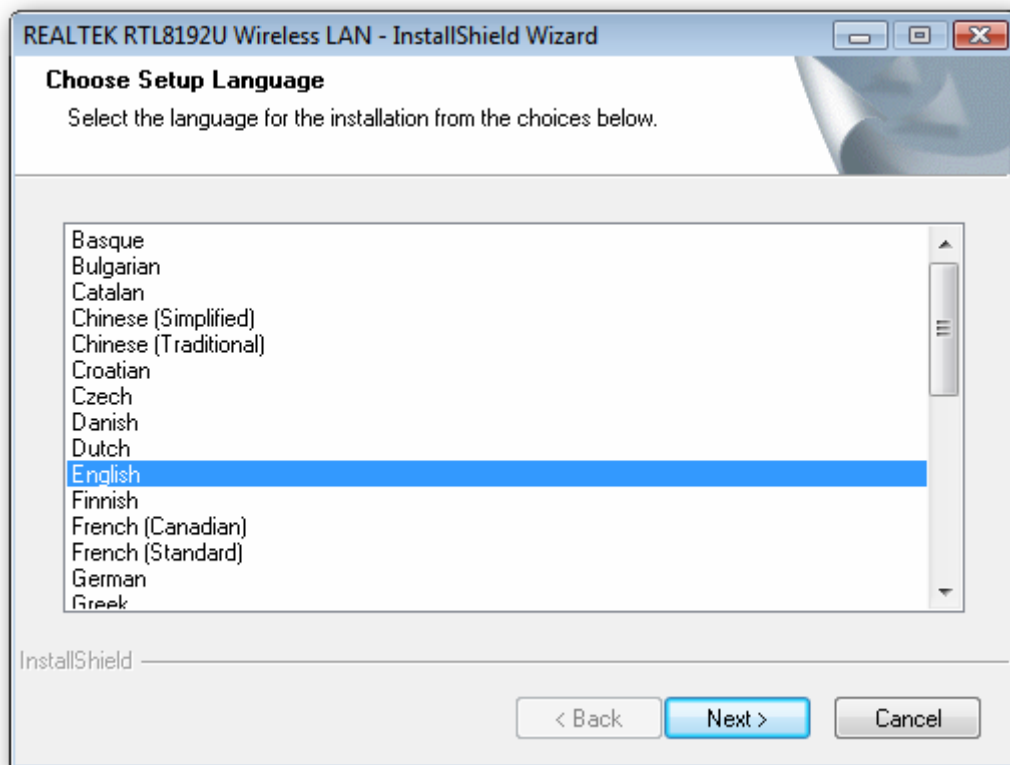 REALTEK RTL8192U Wireless LAN - InstallShield Wizard
Choose Setup Language
Select the language for the installation from the choices below.
Basque
Bulgarian
Catalan
Chinese (Simplified)
Chinese (Traditional)
Croatian
Czech
Danish
Dutch
English
Finnish
French (Canadian)
French (Standard)
German
Greek
InstallShield
< Back Next > Cancel